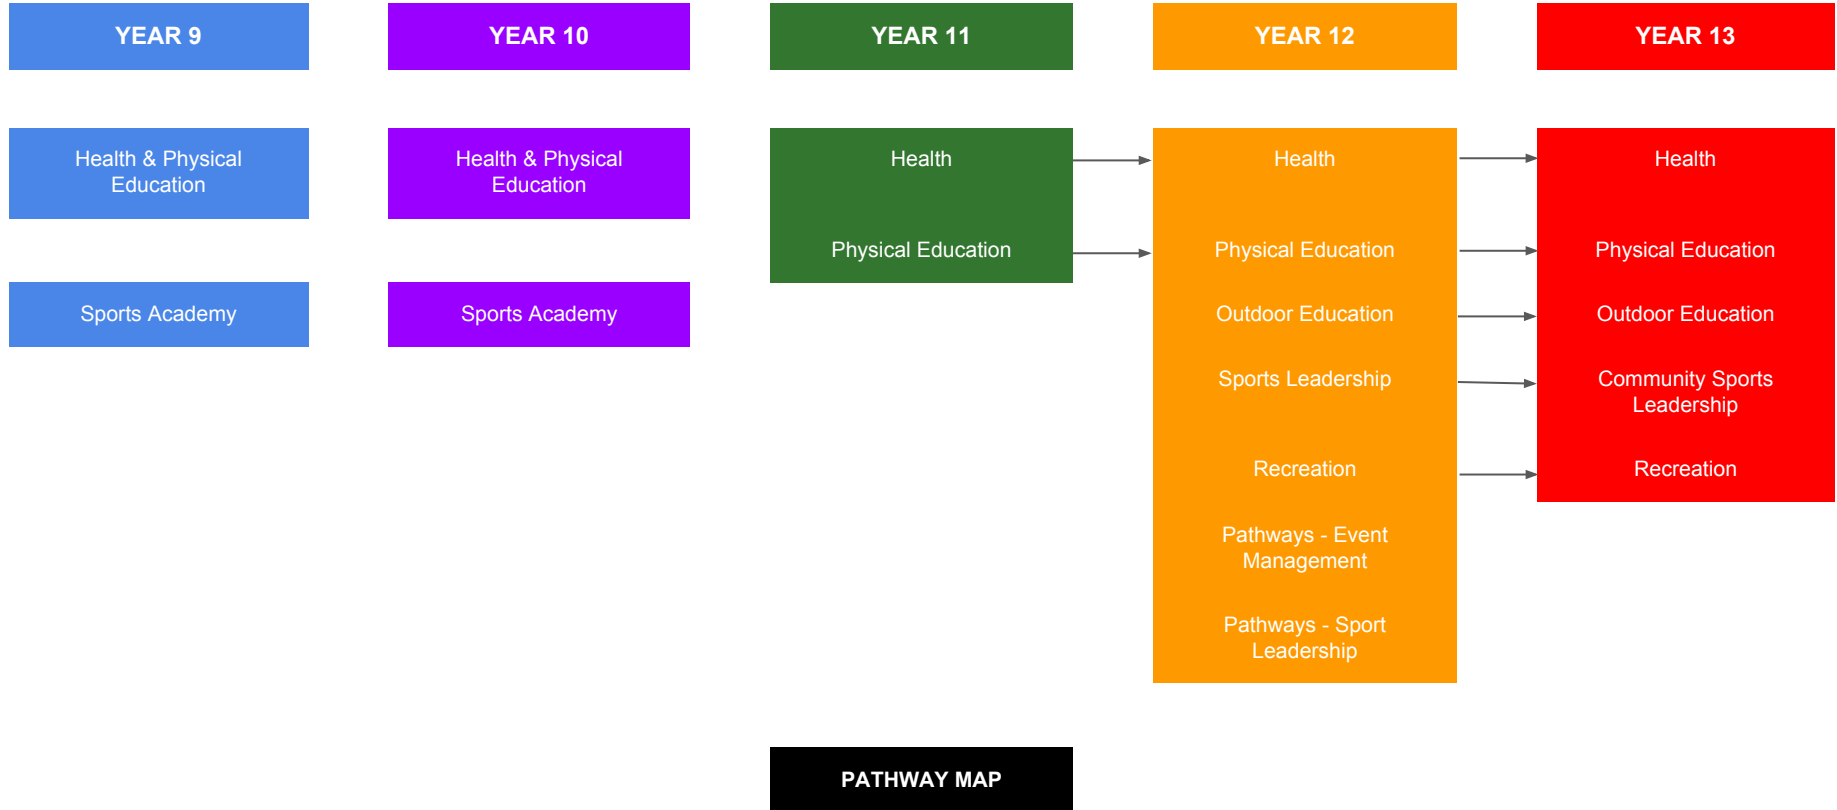 YEAR 9
YEAR 10
YEAR 11
YEAR 12
YEAR 13
Health & Physical
Education
Sports Academy
Health & Physical
Education
Sports Academy
Health
Physical Education
Health
Physical Education
Outdoor Education
Sports Leadership
Recreation
Pathways - Event
Management
Pathways - Sport
Leadership
Health
Physical Education
Outdoor Education
Community Sports
Leadership
Recreation
PATHWAY MAP